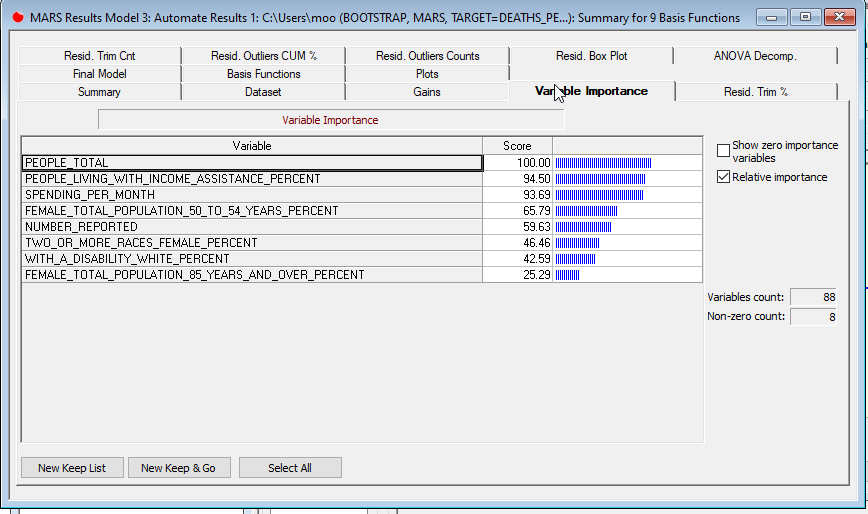 MARS Results Model 3: Automate Results 1: C:\Users\moo (BOOTSTRAP, MARS, TARGET=DEATHS_PE...): Summary for 9 Basis Functions
Resid. Trim Cnt Resid. Outliers CUM % Resid. Outliers Counts Resid. Box Plot ANOVA Decomp.
Final Model Basis Functions Plots
Summary Dataset Gains Variable Importance Resid. Trim %
Variable Importance
Variable Score
PEOPLE_TOTAL 100.00
PEOPLE_LIVING_WITH_INCOME_ASSISTANCE_PERCENT 94.50
SPENDING_PER_MONTH 93.69
FEMALE_TOTAL_POPULATION_50_TO_54_YEARS_PERCENT 65.79
NUMBER_REPORTED 59.63
TWO_OR_MORE_RACES_FEMALE_PERCENT 46.46
WITH_A_DISABILITY_WHITE_PERCENT 42.59
FEMALE_TOTAL_POPULATION_85_YEARS_AND_OVER_PERCENT 25.29
Show zero importance
variables
Relative importance
Variables count: 88
Non-zero count: 8
New Keep List New Keep & Go Select All